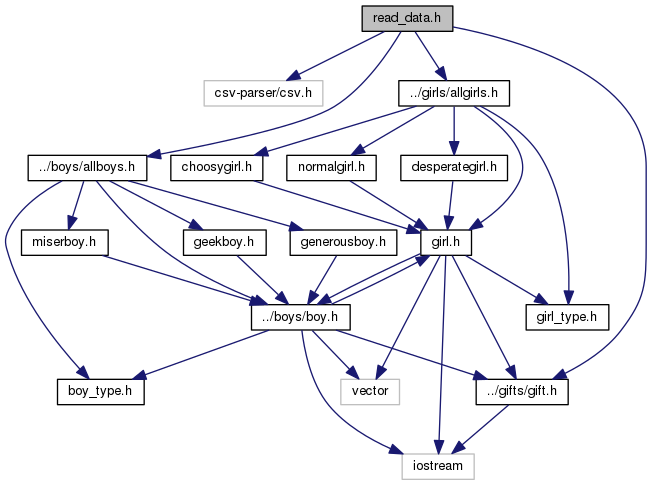 read_data.h
csv-parser/csv.h
../girls/allgirls.h
../boys/allboys.h
choosygirl.h
normalgirl.h
desperategirl.h
miserboy.h
geekboy.h
generousboy.h
girl.h
../boys/boy.h
girl_type.h
boy_type.h
vector
../gifts/gift.h
iostream